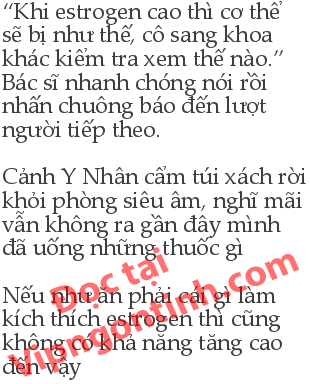 “Khi estrogen cao thì cơ thể
sẽ bị như thế, cô sang khoa
khác kiểm tra xem thế nào.”
Bác sĩ nhanh chóng nói rồi
nhấn chuông báo đến lượt
người tiếp theo.
Cảnh Y Nhân cẩm túi xách rời
khỏi phòng siêu âm, nghĩ mãi
vẫn không ra gần đây mình
đã uống những thuốc gì
Nếu như ăn phải cái gì làm
kích thích estrogen thì cũng
không có khả năng tăng cao
đến vậy
Đọc tại
Vipngontinh.com